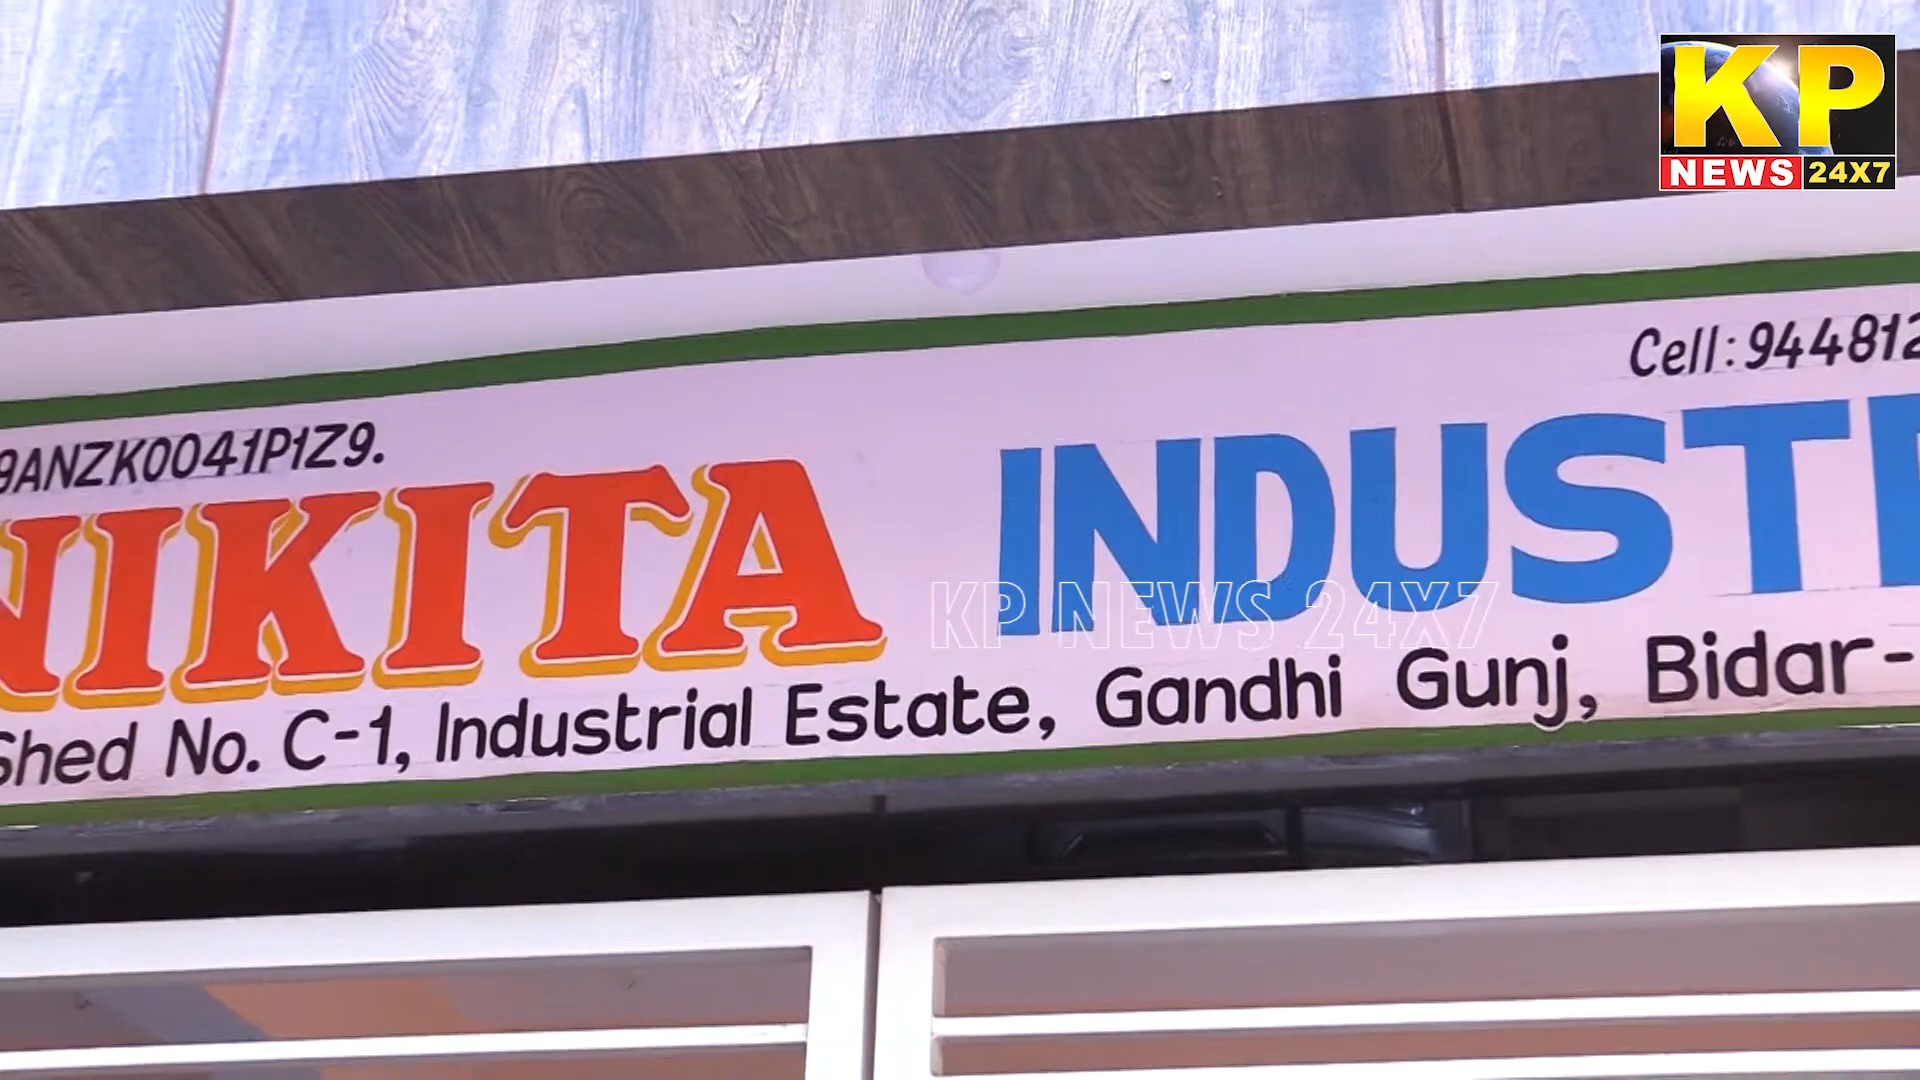 KP
NEWS 24X7
Cell: 944812
9ANZK0041P1Z9.
NIKITA INDUST
KP NEWS 24X7
Shed No. C-1, Industrial Estate, Gandhi Gunj, Bidar-